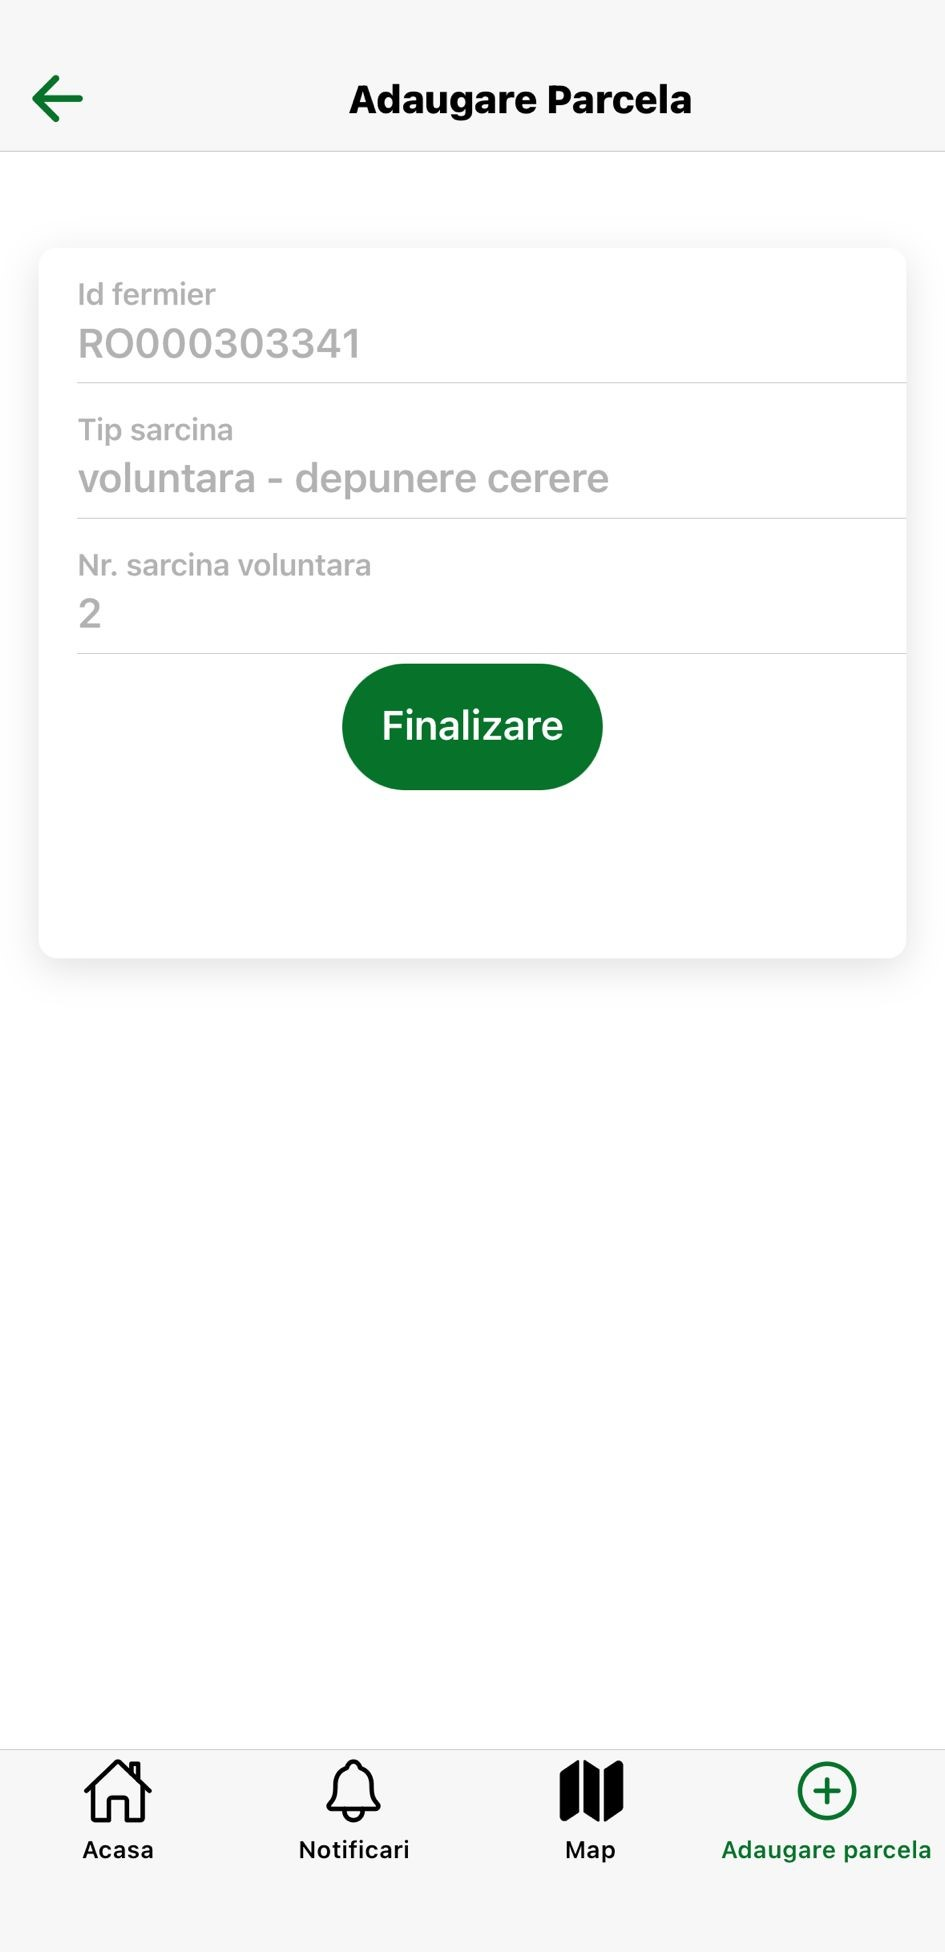 Adaugare Parcela
Id fermier
RO000303341
Tip sarcina
voluntara - depunere cerere
Nr. sarcina voluntara
2
Finalizare
Acasa
Notificari
Map
Adaugare parcela